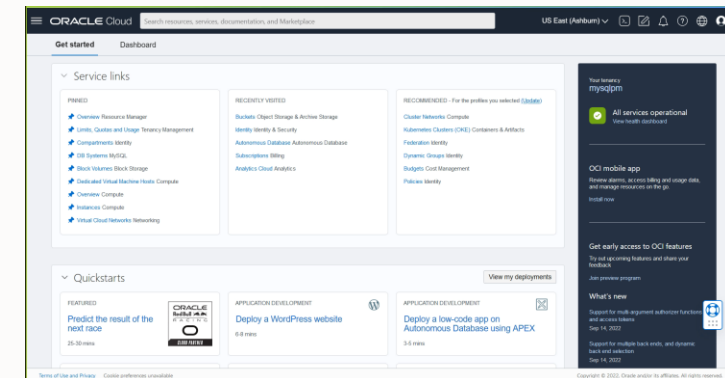 ORACLE Cloud
Search resources, services, documentation, and Marketplace
US East (Ashburn)
Get started
Dashboard
Service links
PINNED
Overview Resource Manager
Limits, Quotas and Usage Tenancy Management
Compartments Identity
DB Systems MySQL
Block Volumes Block Storage
Dedicated Virtual Machine Hosts Compute
Overview Compute
Instances Compute
Virtual Cloud Networks Networking
RECENTLY VISITED
Buckets Object Storage & Archive Storage
Identity Identity & Security
Autonomous Database Autonomous Database
Subscriptions Billing
Analytics Cloud Analytics
RECOMMENDED - For the profiles you selected (Update)
Cluster Networks Compute
Kubernetes Clusters (OKE) Containers & Artifacts
Federation Identity
Dynamic Groups Identity
Budgets Cost Management
Policies Identity
Quickstarts
View my deployments
FEATURED
Predict the result of the
next race
25-30 mins
ORACLE
Red Bull
RACING
CLOUD PARTNER
APPLICATION DEVELOPMENT
Deploy a WordPress website
6-8 mins
APPLICATION DEVELOPMENT
Deploy a low-code app on
Autonomous Database using APEX
3-5 mins
Your tenancy
mysqlpm
All services operational
View health dashboard
OCI mobile app
Review alarms, access billing and usage data,
and manage resources on the go.
Install now
Get early access to OCI features
Try out upcoming features and share your
feedback
Join preview program
What's new
Support for multi-argument authorizer functions
and access tokens
Sep 14, 2022
Support for multiple back ends, and dynamic
back end selection
Sep 14, 2022
Terms of Use and Privacy
Cookie preferences unavailable
Copyright © 2022, Oracle and/or its affiliates. All rights reserved.